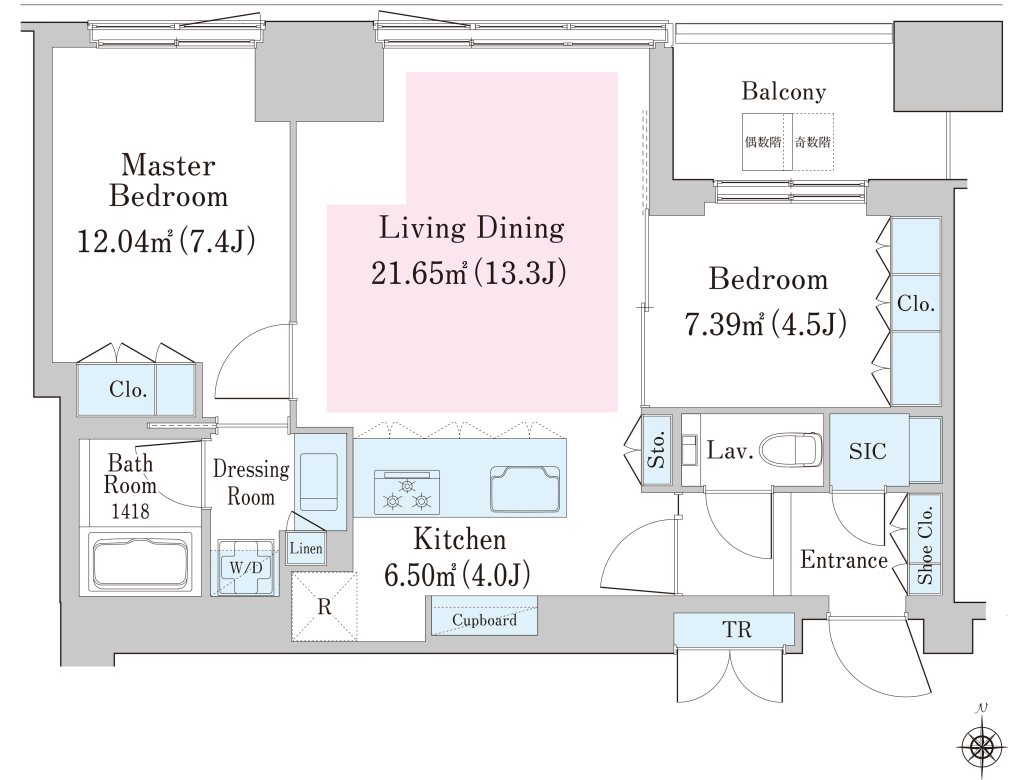 Balcony
偶数階 奇数階
Master
Bedroom
12.04㎡(7.4J)
Living Dining
21.65㎡(13.3J)
Bedroom
7.39㎡(4.5J)
Clo.
Clo.
Bath
Room
1418
Dressing
Room
Sto.
Lav.
SIC
Linen
W/D
Kitchen
6.50㎡(4.0J)
Entrance
Shoe Clo.
R
Cupboard
TR
N